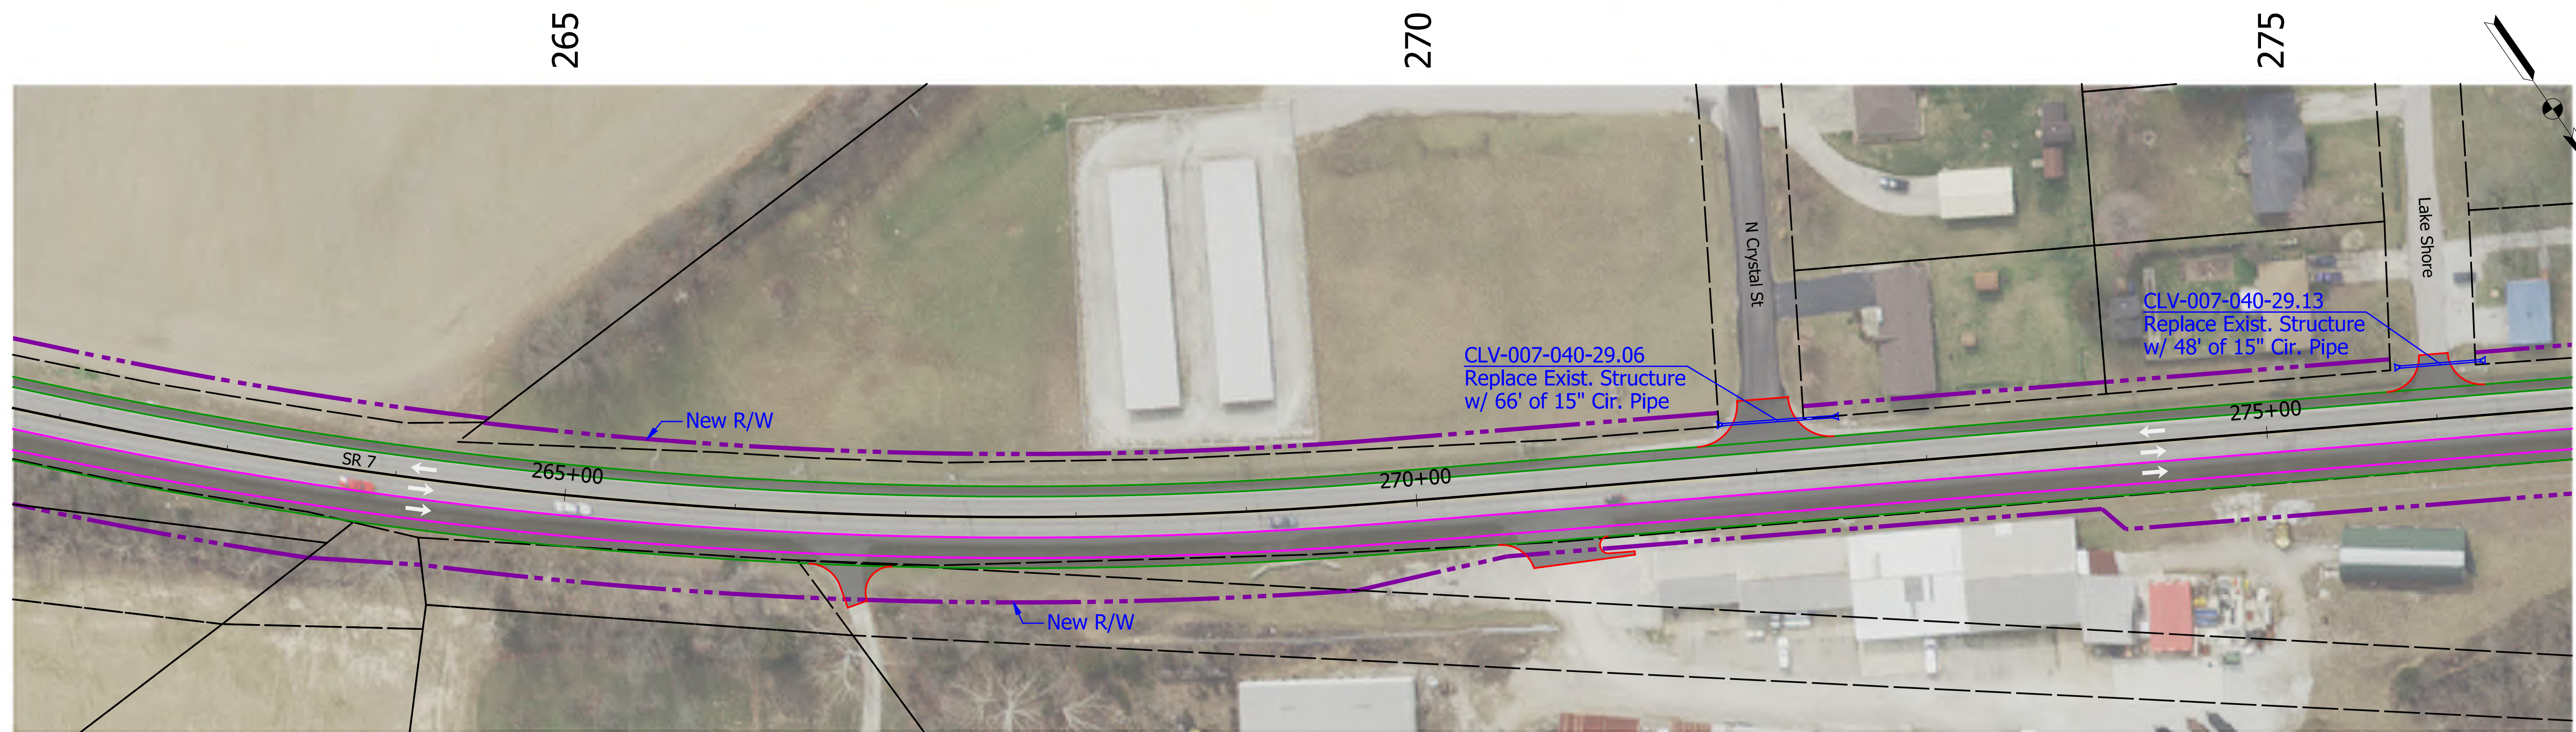 265
270
275
N Crystal St
Lake Shore
CLV-007-040-29.13
Replace Exist. Structure
w/ 48' of 15" Cir. Pipe
CLV-007-040-29.06
Replace Exist. Structure
w/ 66' of 15" Cir. Pipe
New R/W
275+00
SR 7
265+00
270+00
New R/W